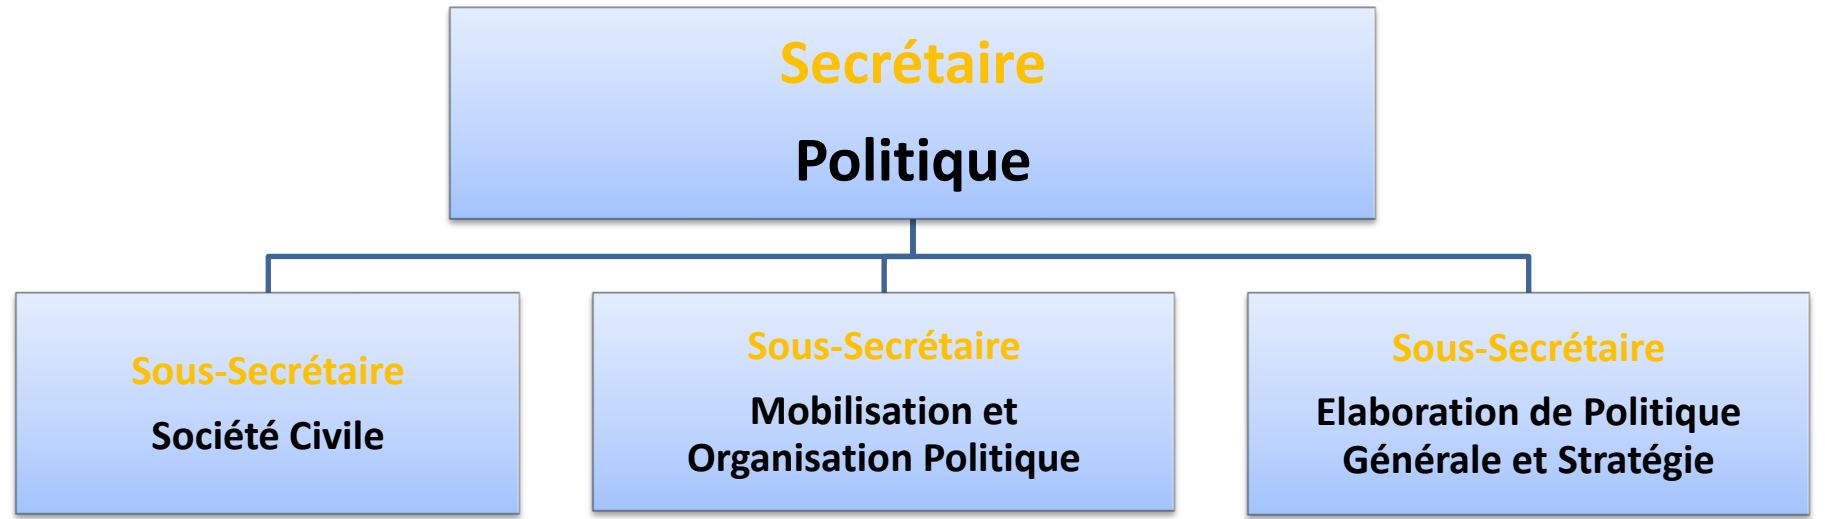 Secrétaire
Politique
Sous-Secrétaire
Société Civile
Sous-Secrétaire
Mobilisation et
Organisation Politique
Sous-Secrétaire
Elaboration de Politique
Générale et Stratégie